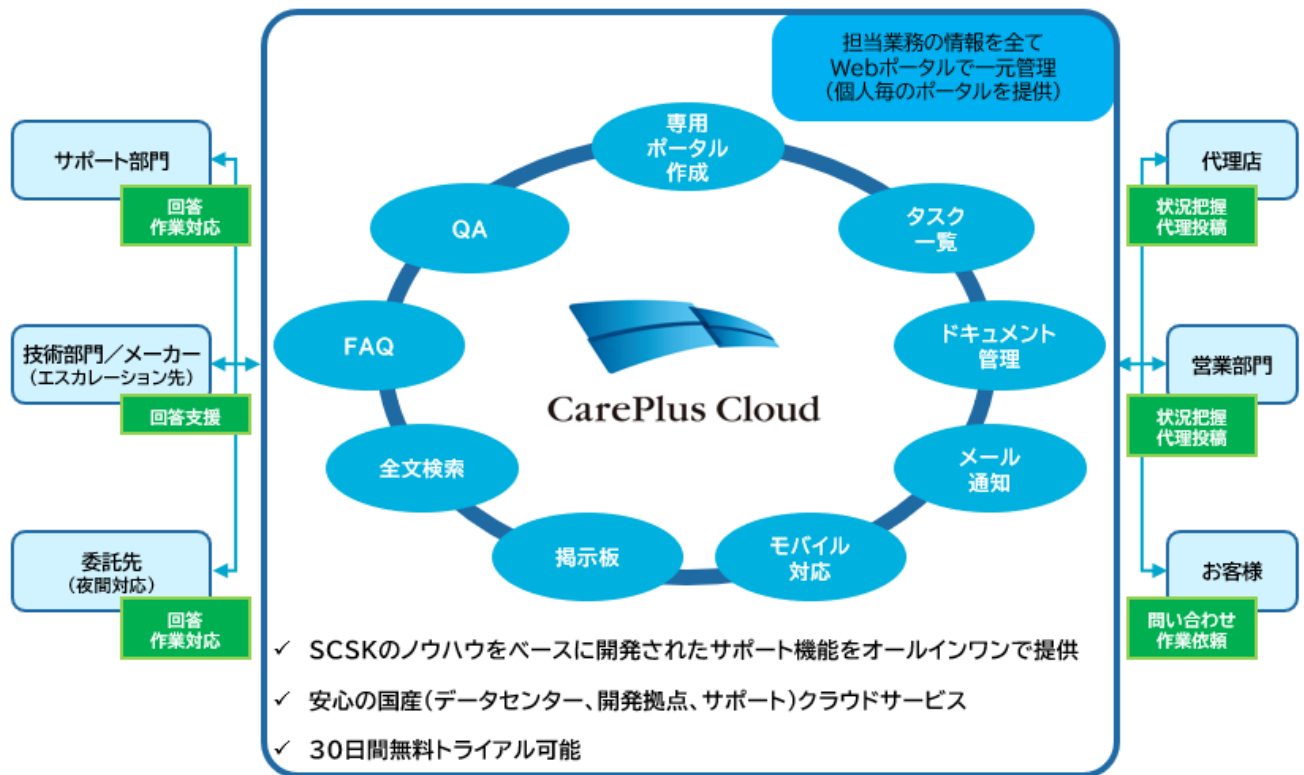 担当業務の情報を全て
Webポータルで一元管理
（個人毎のポータルを提供）
サポート部門
回答
作業対応
技術部門／メーカー
（エスカレーション先）
回答支援
委託先
（夜間対応）
回答
作業対応
専用
ポータル
作成
QA
タスク
一覧
FAQ
ドキュメント
管理
CarePlus Cloud
全文検索
メール
通知
掲示板
モバイル
対応
代理店
状況把握
代理投稿
営業部門
状況把握
代理投稿
お客様
問い合わせ
作業依頼
✓ SCSKのノウハウをベースに開発されたサポート機能をオールインワンで提供
✓ 安心の国産（データセンター、開発拠点、サポート）クラウドサービス
✓ 30日間無料トライアル可能